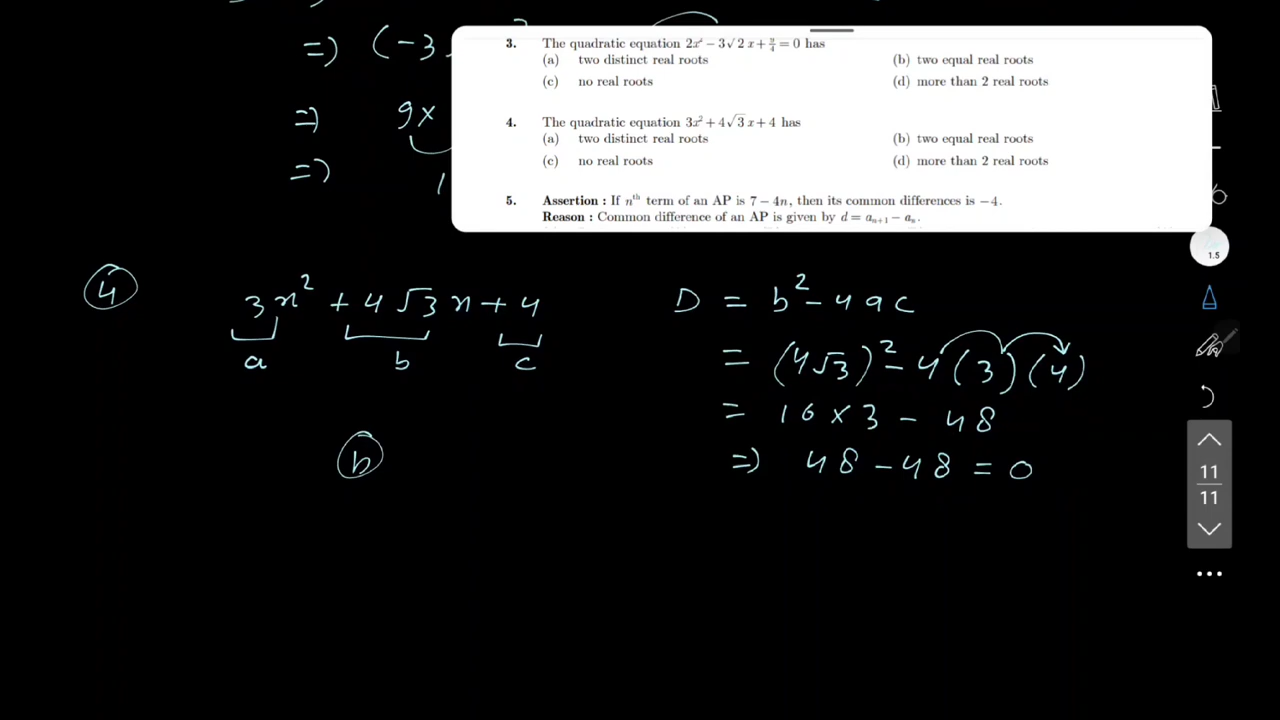 =) (-3
=) 9x
=) 1
3. The quadratic equation 2x² − 3√2 x + 9/4 = 0 has
(a) two distinct real roots (b) two equal real roots
(c) no real roots (d) more than 2 real roots
4. The quadratic equation 3x² + 4√3 x + 4 has
(a) two distinct real roots (b) two equal real roots
(c) no real roots (d) more than 2 real roots
5. Assertion : If nᵗʰ term of an AP is 7 − 4n, then its common differences is −4.
Reason : Common difference of an AP is given by d = aₙ₊₁ − aₙ.
1.5
4 3x² + 4√3x + 4
a b c
b
D = b² - 4ac
= (4√3)² - 4(3)(4)
= 16 × 3 - 48
=) 48 - 48 = 0
11
11